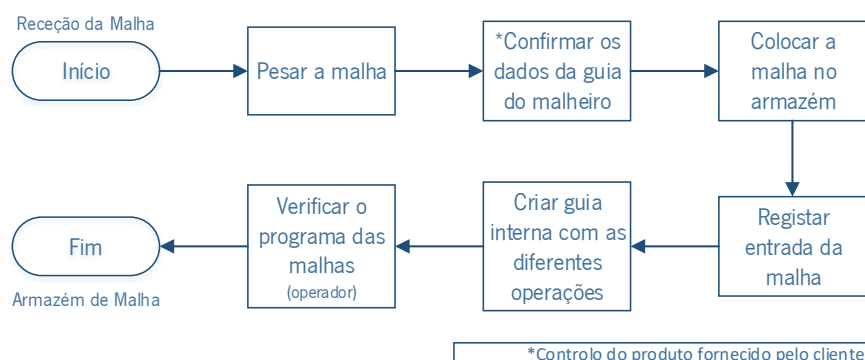 Receção da Malha
Início
Pesar a malha
*Confirmar os
dados da guia
do malheiro
Colocar a
malha no
armazém
Registar
entrada da
malha
Criar guia
interna com as
diferentes
operações
Verificar o
programa das
malhas
(operador)
Fim
Armazém de Malha
*Controlo do produto fornecido pelo cliente